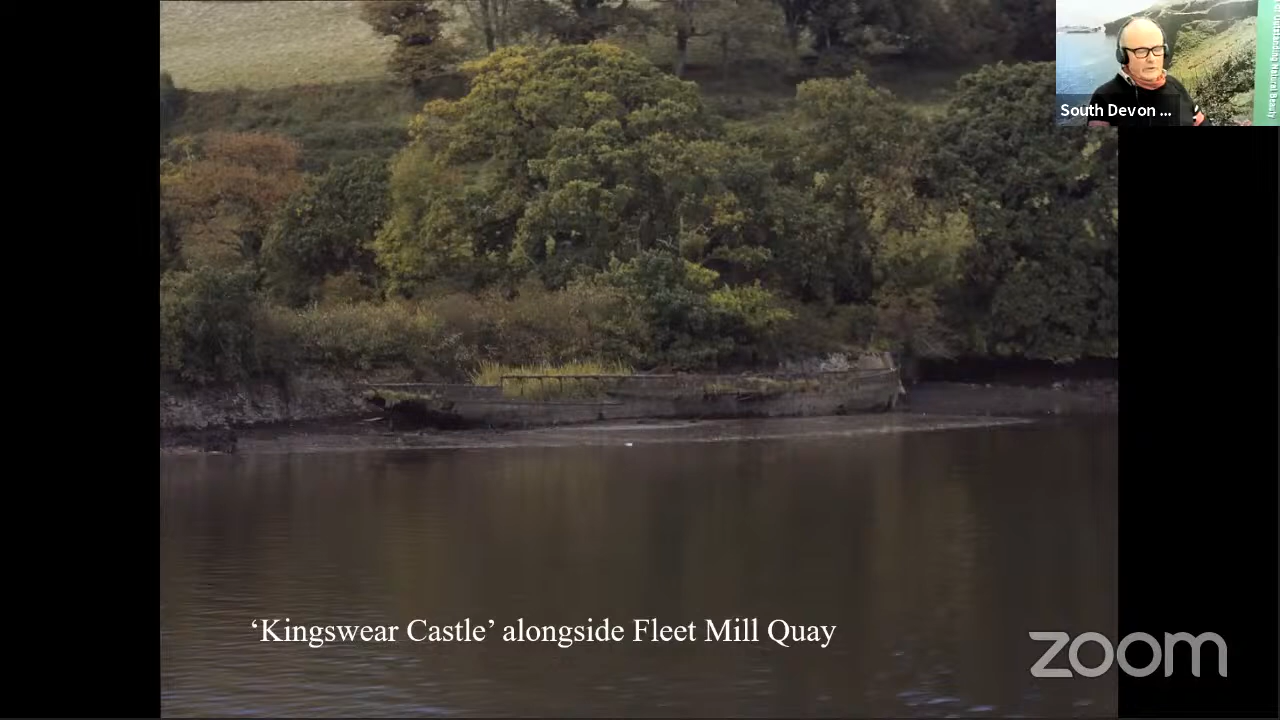 South Devon ...
‘Kingswear Castle’ alongside Fleet Mill Quay
zoom